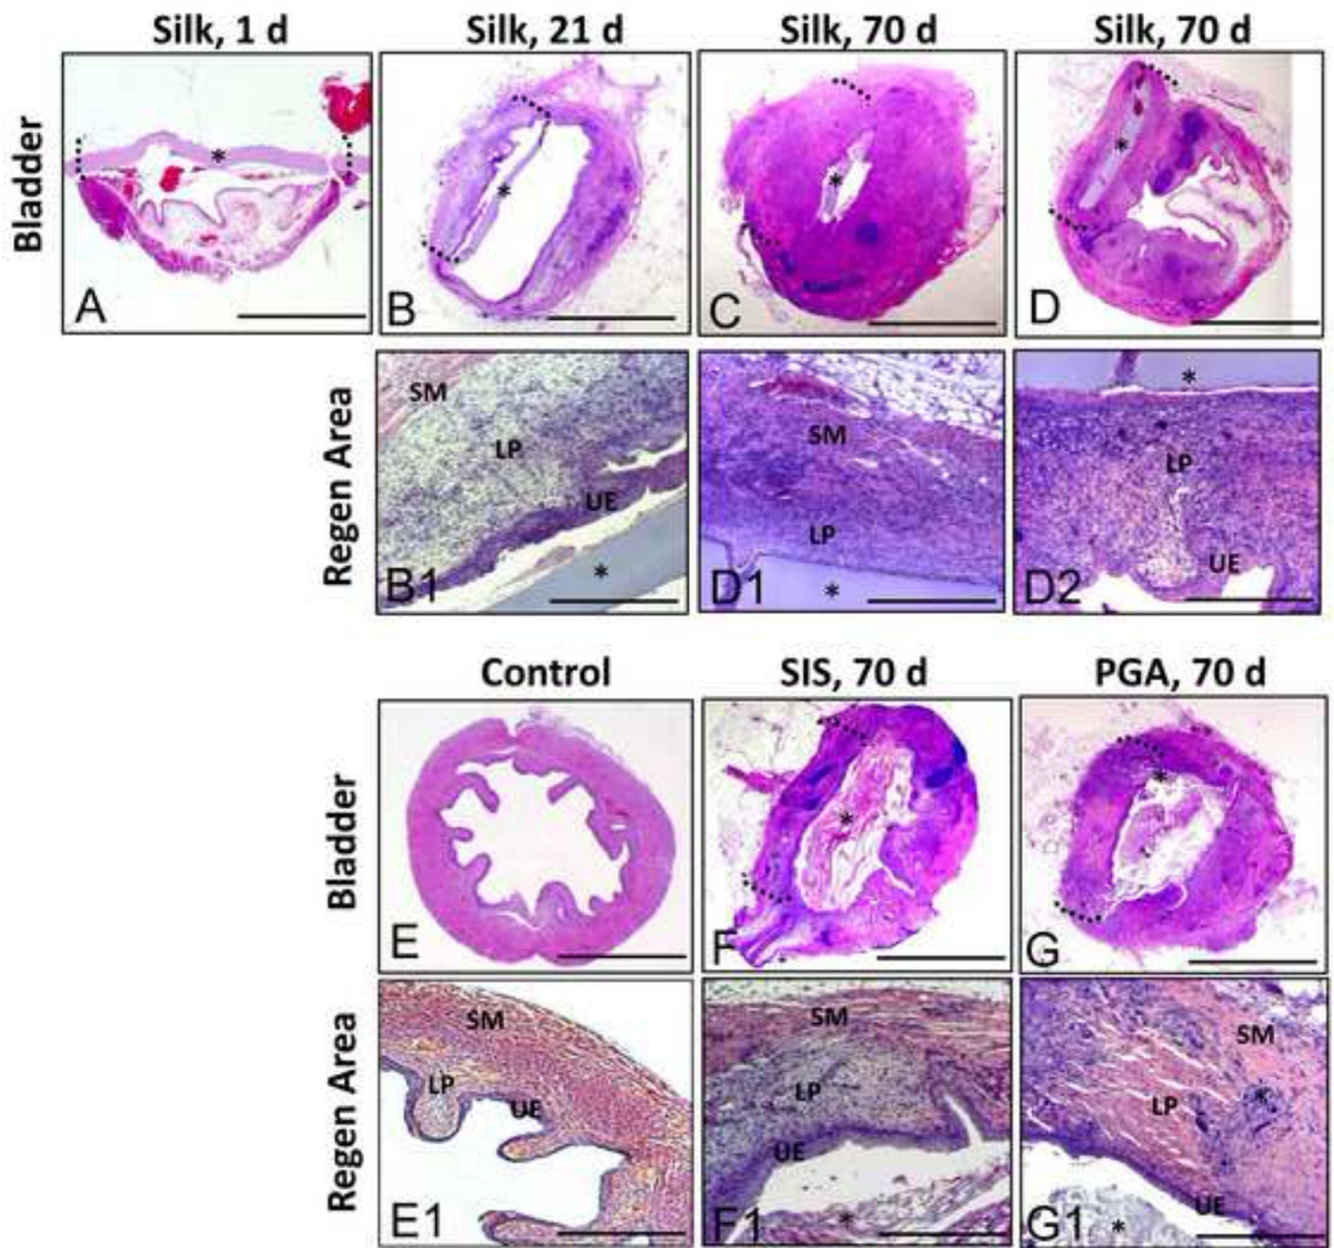 Silk, 1 d Silk, 21 d Silk, 70 d Silk, 70 d
Bladder
* * * *
A B C D
Regen Area
SM LP UE * B1
SM LP * D1
* LP UE D2
Control SIS, 70 d PGA, 70 d
Bladder
* *
E F G
Regen Area
SM LP UE E1
SM LP UE * F1
SM * LP UE * G1